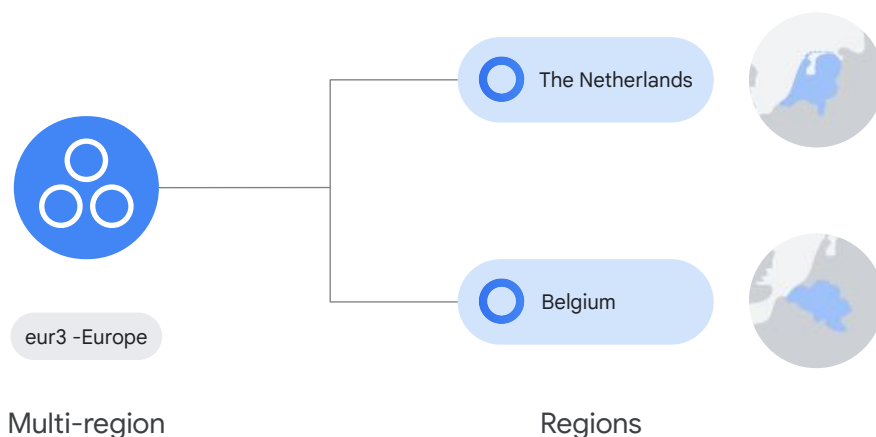 The Netherlands
Belgium
eur3 -Europe
Multi-region
Regions